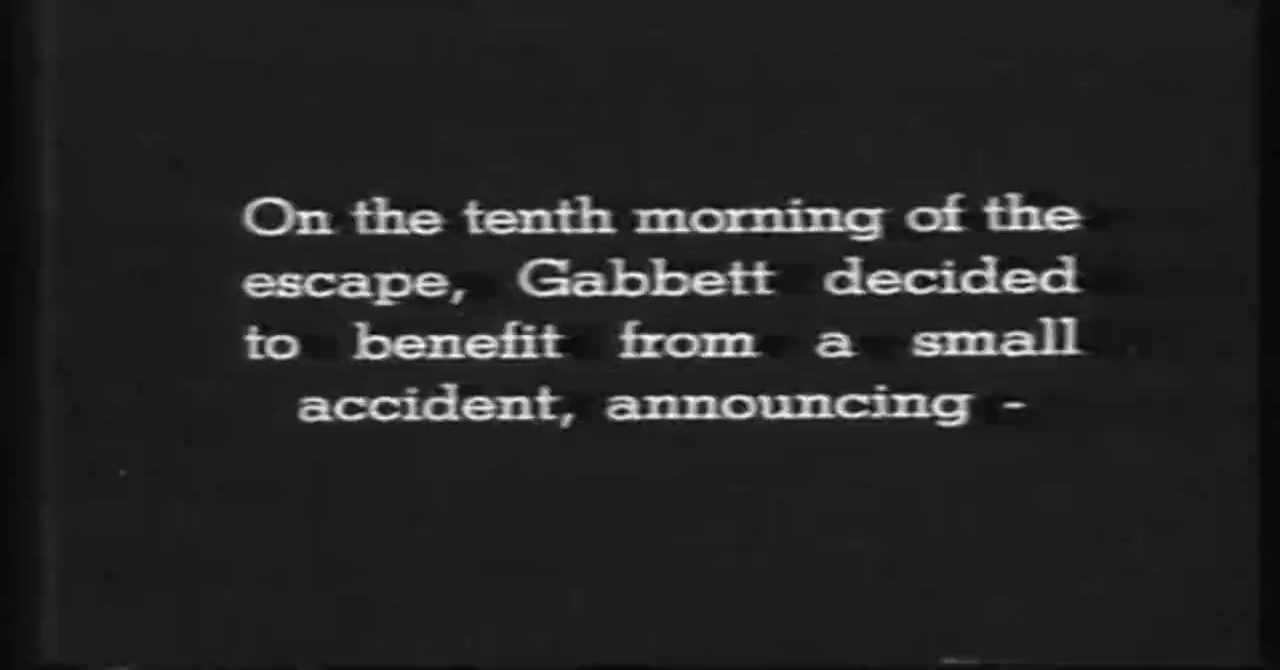 On the tenth morning of the
escape, Gabbett decided
to benefit from a small
accident, announcing -